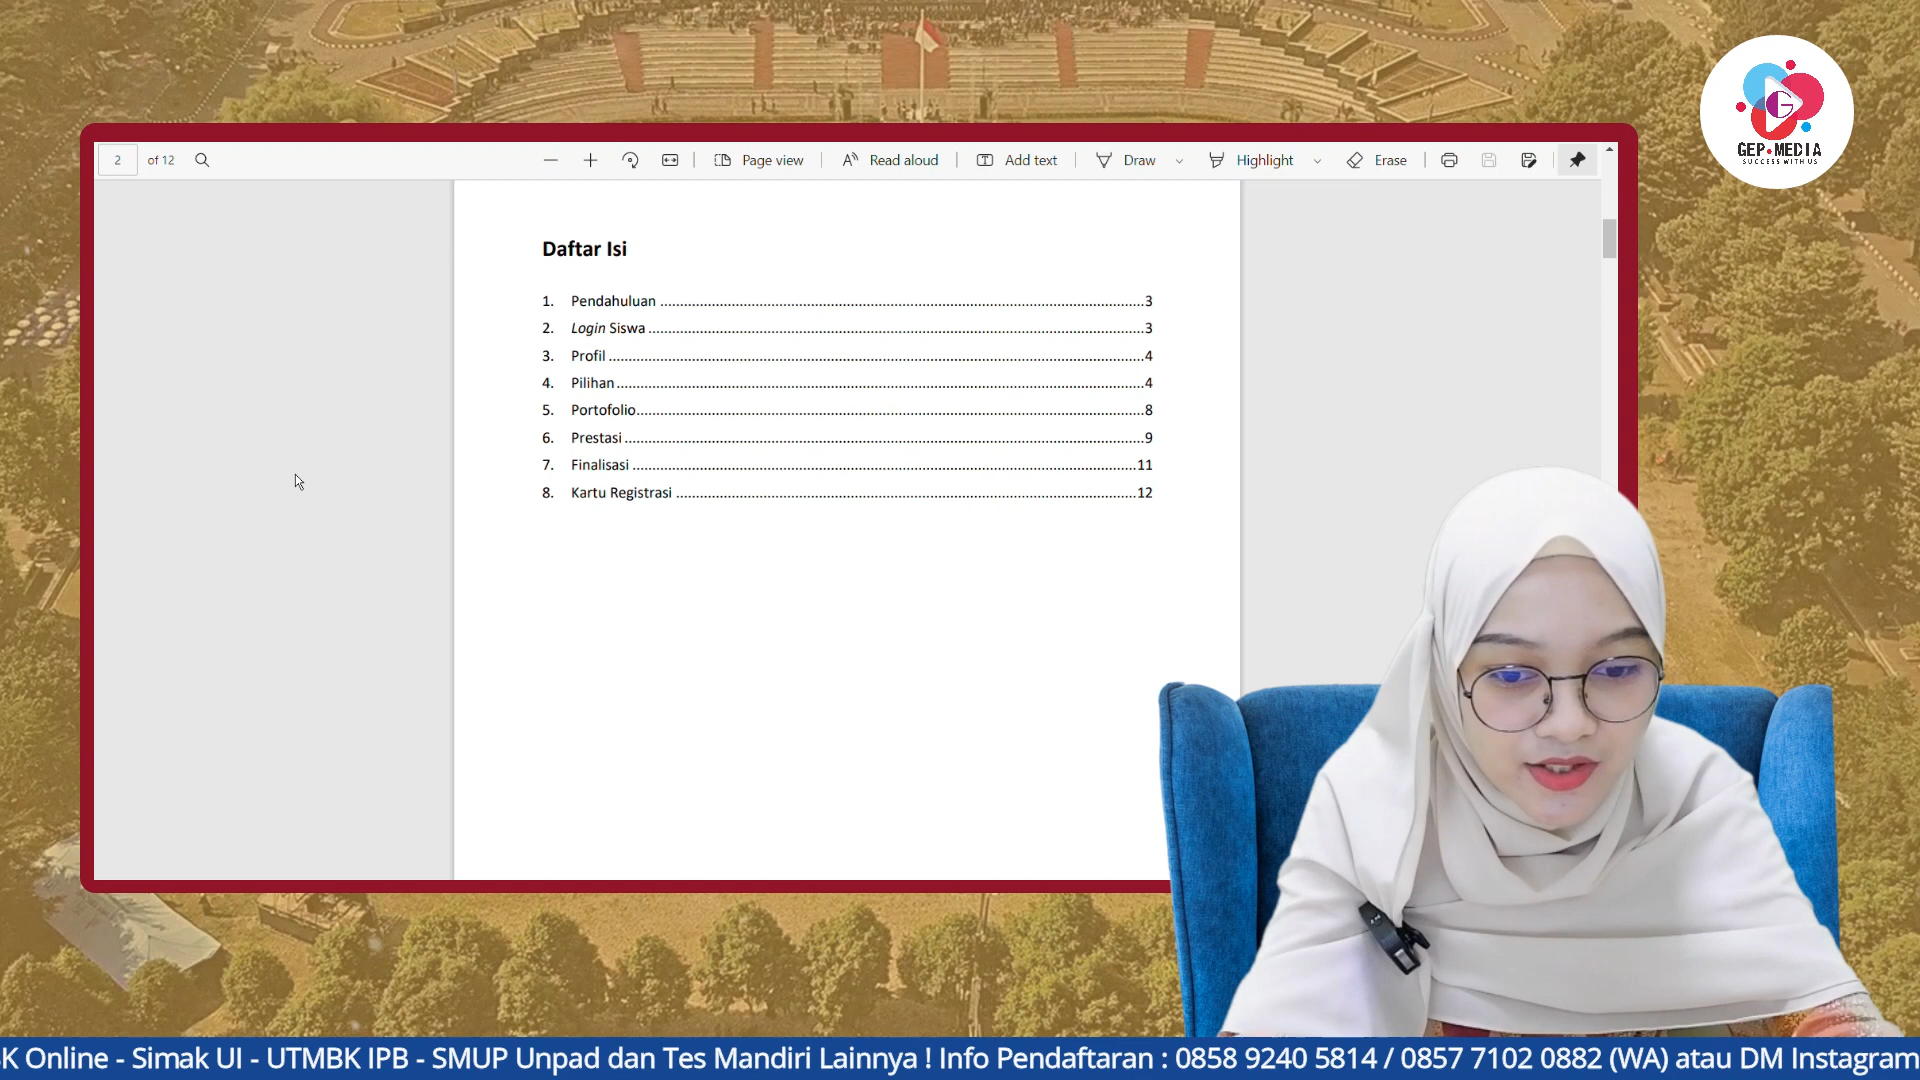 2 of 12 Page view Read aloud Add text Draw Highlight Erase
GEP•MEDIA
SUCCESS WITH US
Daftar Isi
1. Pendahuluan ........ 3
2. Login Siswa ........ 3
3. Profil ........ 4
4. Pilihan ........ 4
5. Portofolio ........ 8
6. Prestasi ........ 9
7. Finalisasi ........ 11
8. Kartu Registrasi ........ 12
K Online - Simak UI - UTMBK IPB - SMUP Unpad dan Tes Mandiri Lainnya ! Info Pendaftaran : 0858 9240 5814 / 0857 7102 0882 (WA) atau DM Instagram